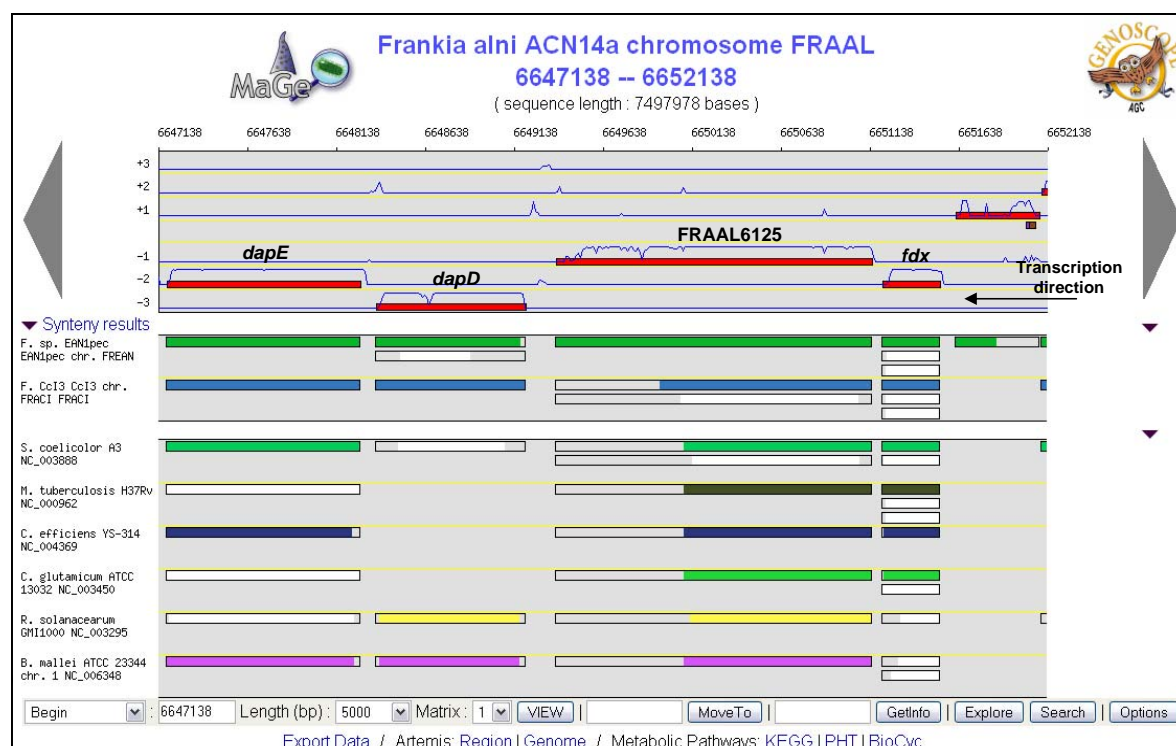 MaGe
Frankia alni ACN14a chromosome FRAAL
6647138 -- 6652138
( sequence length : 7497978 bases )
GENOSCOPE
AGC
6647138 6647638 6648138 6648638 6649138 6649638 6650138 6650638 6651138 6651638 6652138
+3
+2
+1
-1
-2
-3
dapE
dapD
FRAAL6125
fdx
Transcription
direction
Synteny results
F. sp. EAN1pec
EAN1pec chr. FREAN
F. CcI3 CcI3 chr.
FRACI FRACI
S. coelicolor A3
NC_003888
M. tuberculosis H37Rv
NC_000962
C. efficiens YS-314
NC_004369
C. glutamicum ATCC
13032 NC_003450
R. solanacearum
GMI1000 NC_003295
B. mallei ATCC 23344
chr. 1 NC_006348
Begin : 6647138 Length (bp) : 5000 Matrix : 1 VIEW | MoveTo | GetInfo | Explore Search | Options
Export Data / Artemis: Region | Genome / Metabolic Pathways: KEGG | PHT | BioCyc